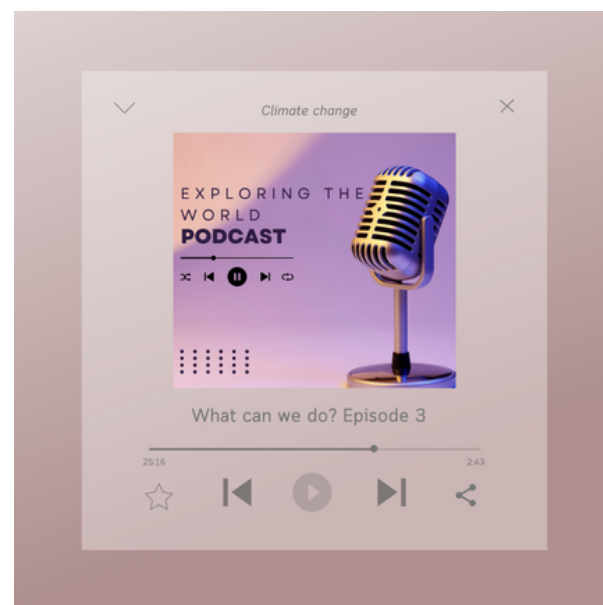 Climate change
EXPLORING THE
WORLD
PODCAST
What can we do? Episode 3
25:16 2:43